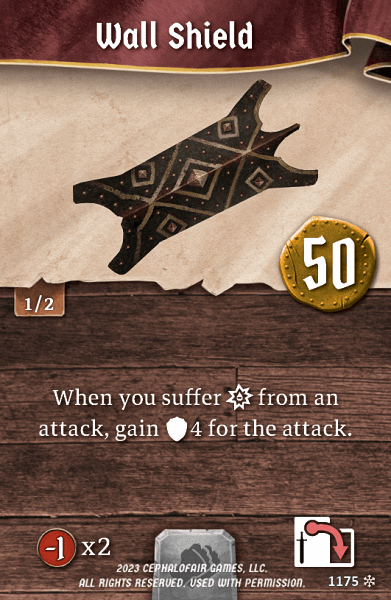 Wall Shield
50
1/2
When you suffer from an
attack, gain 4 for the attack.
-1 x2
2023 CEPHALOFAIR GAMES, LLC.
ALL RIGHTS RESERVED. USED WITH PERMISSION.
1175